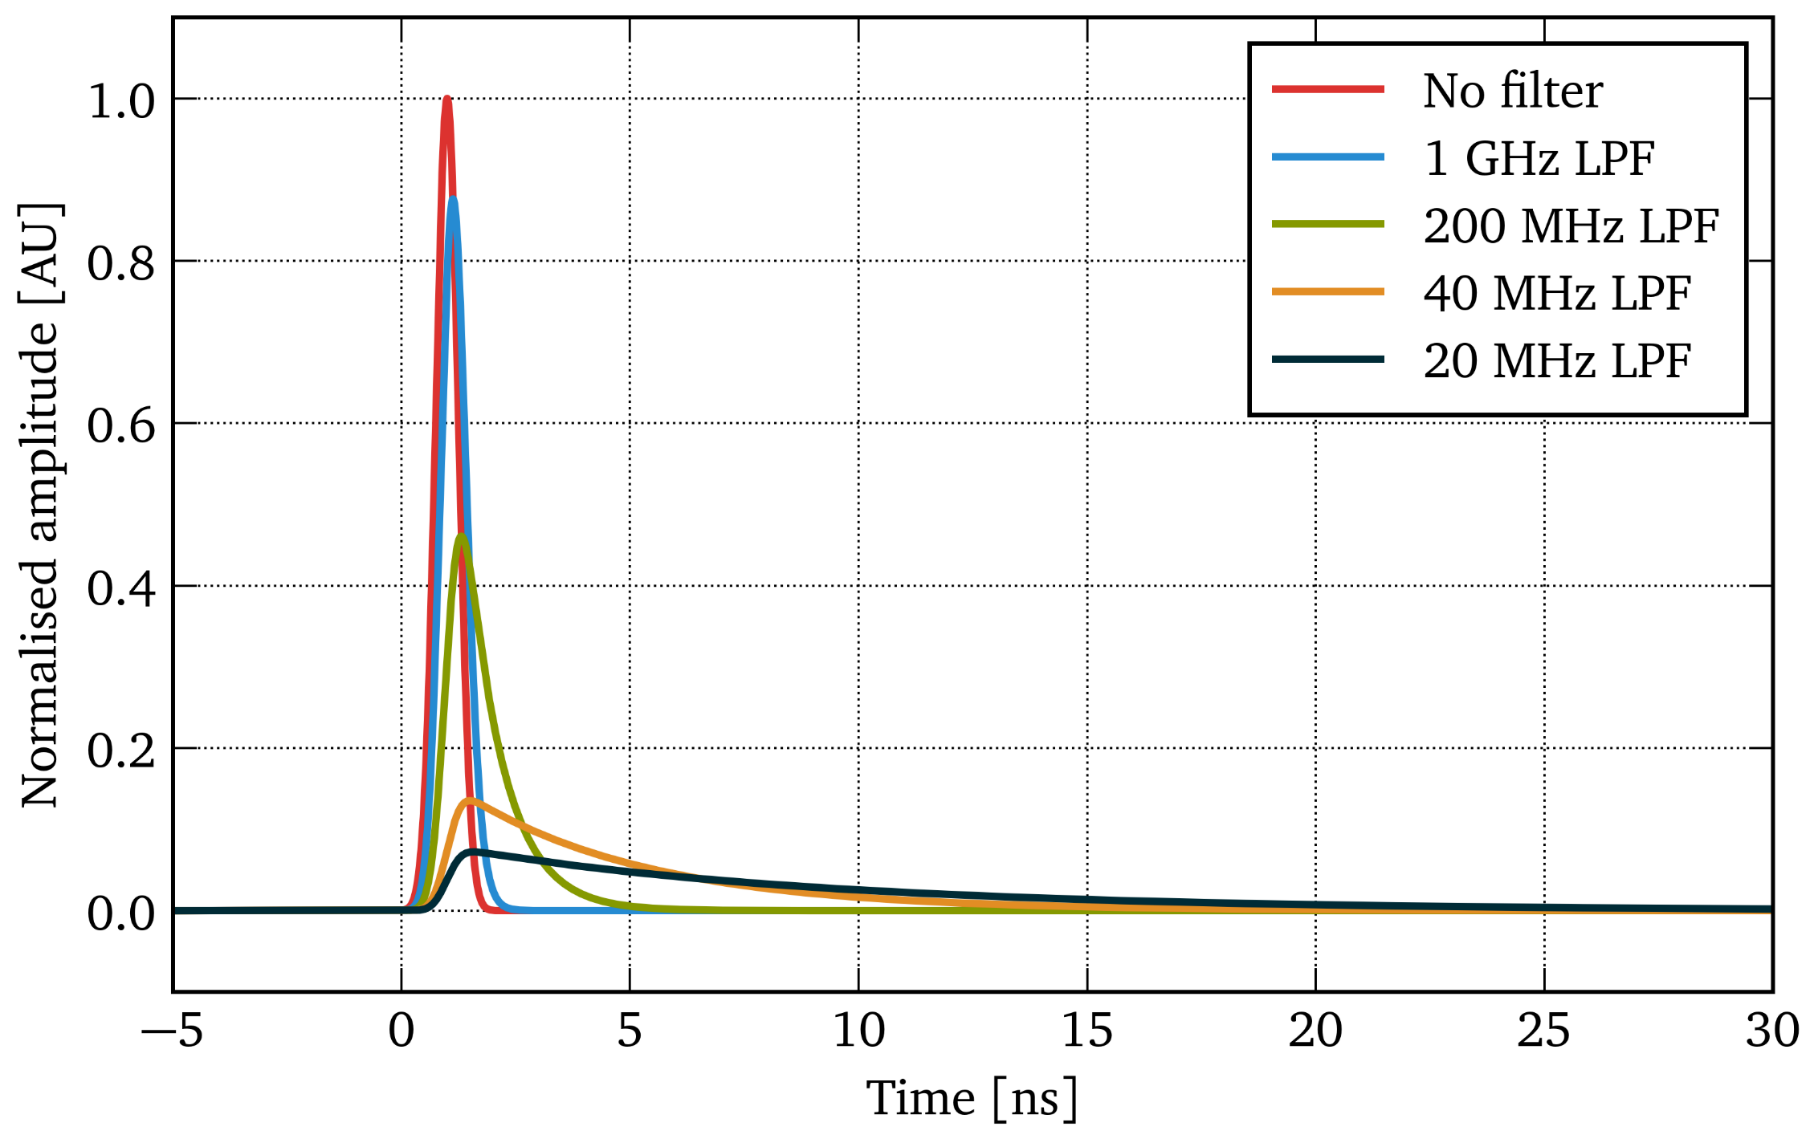 Normalised amplitude [AU]
1.0
0.8
0.6
0.4
0.2
0.0
No filter
1 GHz LPF
200 MHz LPF
40 MHz LPF
20 MHz LPF
−5 0 5 10 15 20 25 30
Time [ns]